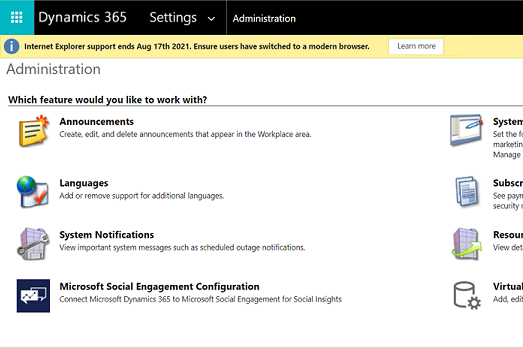 Dynamics 365 Settings Administration
Internet Explorer support ends Aug 17th 2021. Ensure users have switched to a modern browser. Learn more
Administration
Which feature would you like to work with?
Announcements
Create, edit, and delete announcements that appear in the Workplace area.
System
Set the fo
marketing
Manage
Languages
Add or remove support for additional languages.
Subscr
See paym
security r
System Notifications
View important system messages such as scheduled outage notifications.
Resour
View det
Microsoft Social Engagement Configuration
Connect Microsoft Dynamics 365 to Microsoft Social Engagement for Social Insights
Virtual
Add, edit